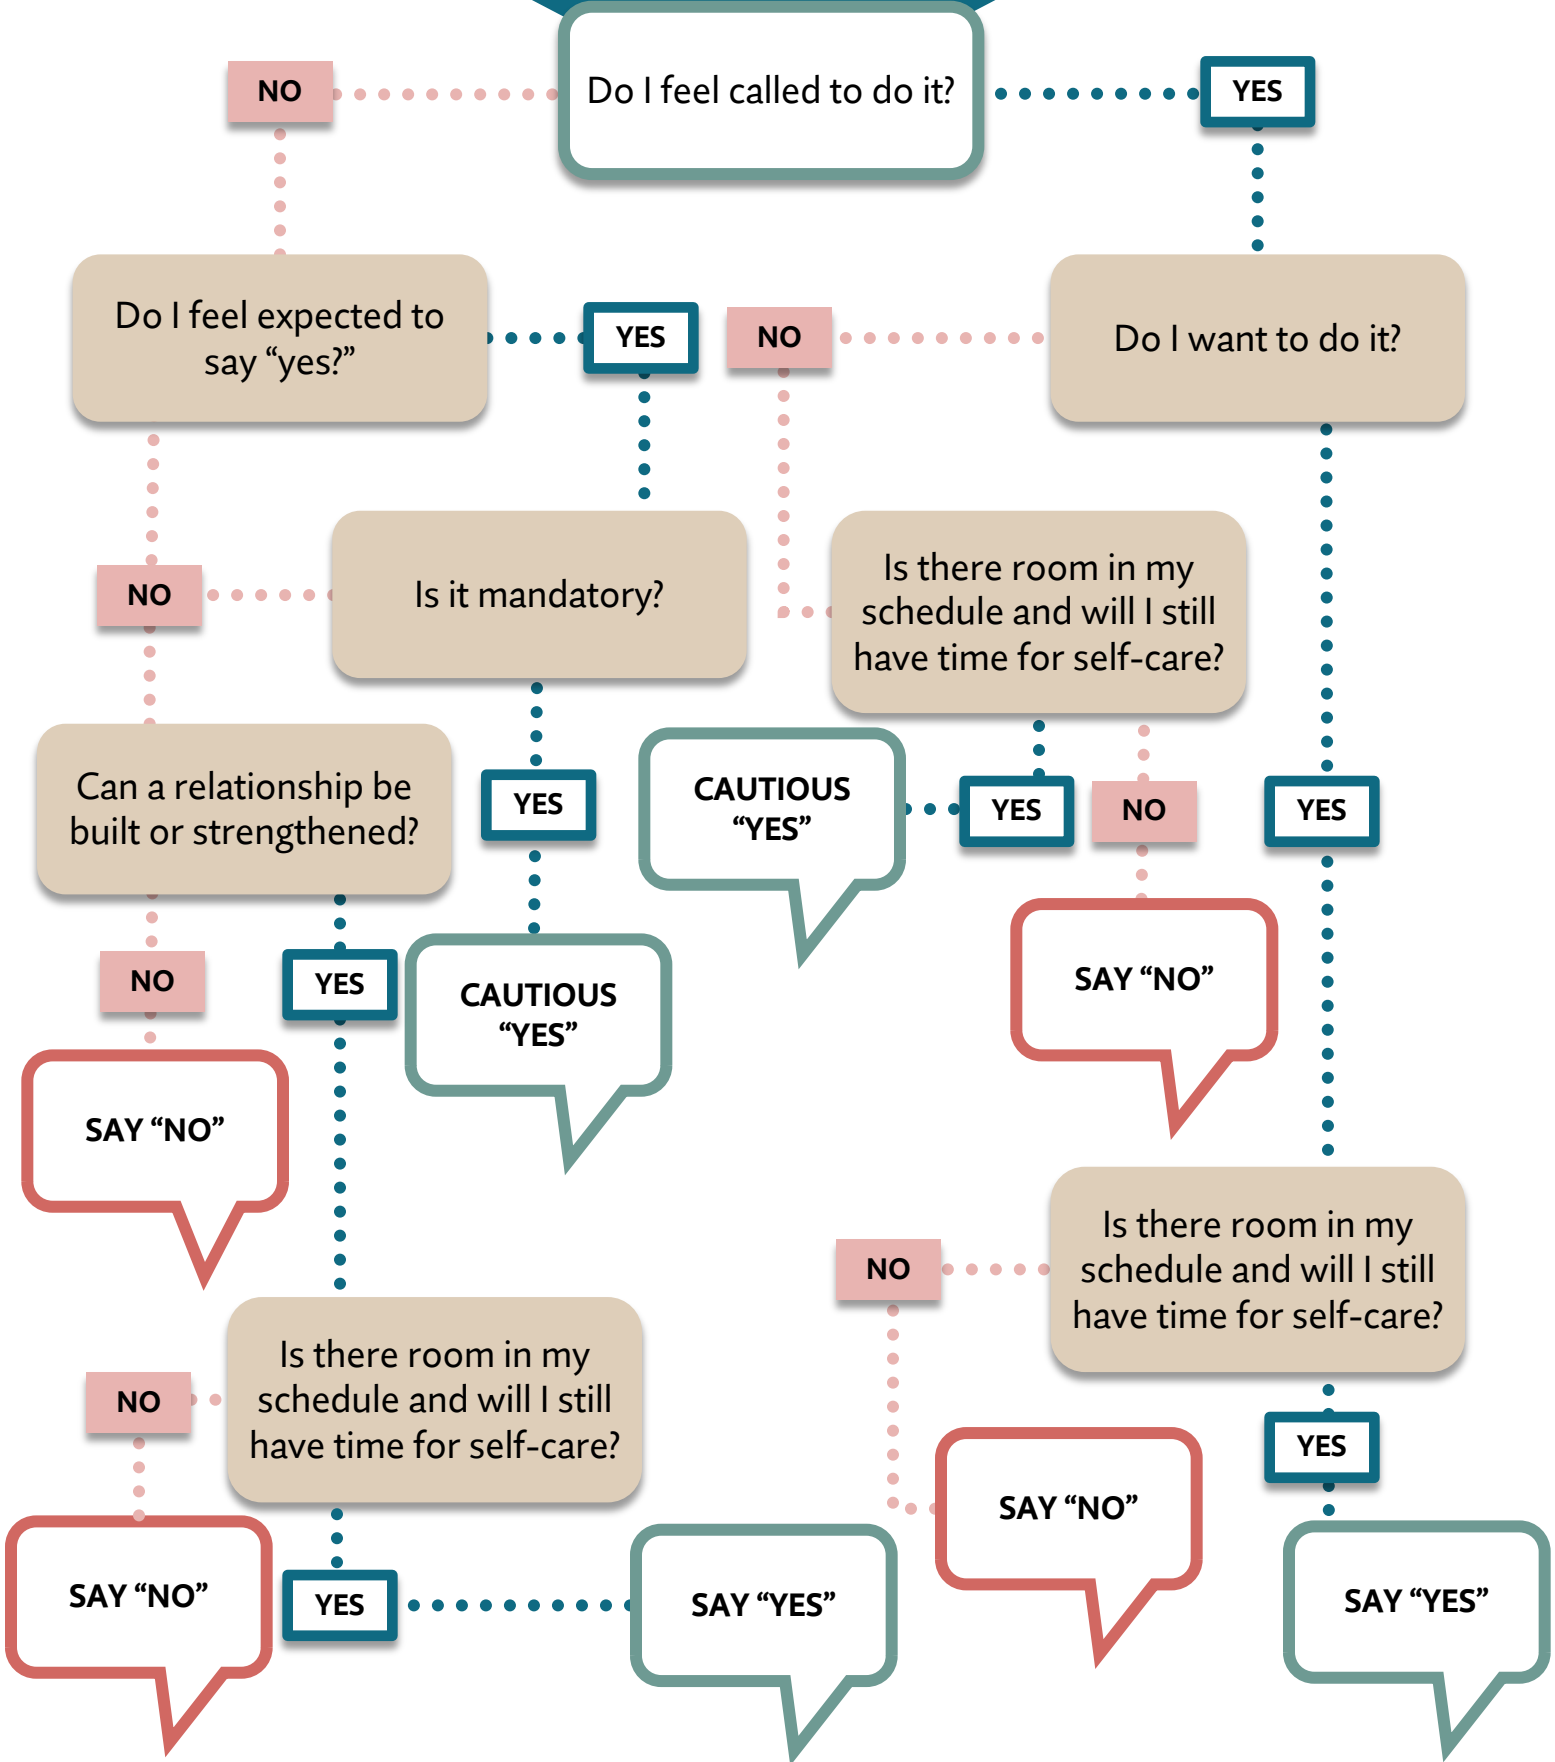 Do I feel called to do it?
NO
YES
Do I feel expected to
say “yes?”
YES
NO
Do I want to do it?
NO
Is it mandatory?
Is there room in my
schedule and will I still
have time for self-care?
Can a relationship be
built or strengthened?
YES
CAUTIOUS
“YES”
YES
NO
YES
NO
YES
CAUTIOUS
“YES”
SAY “NO”
SAY “NO”
Is there room in my
schedule and will I still
have time for self-care?
NO
Is there room in my
schedule and will I still
have time for self-care?
NO
YES
SAY “NO”
SAY “NO”
YES
SAY “YES”
SAY “YES”